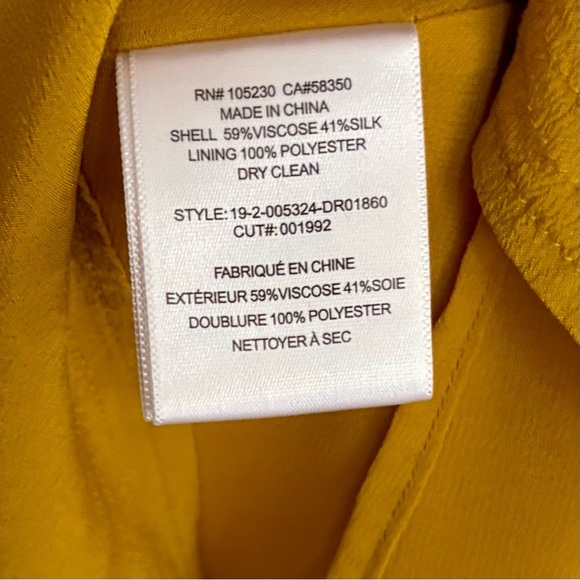 RN# 105230 CA#58350
MADE IN CHINA
SHELL 59%VISCOSE 41%SILK
LINING 100% POLYESTER
DRY CLEAN
STYLE: 19-2-005324-DR01860
CUT#: 001992
FABRIQUÉ EN CHINE
EXTÉRIEUR 59%VISCOSE 41%SOIE
DOUBLURE 100% POLYESTER
NETTOYER À SEC